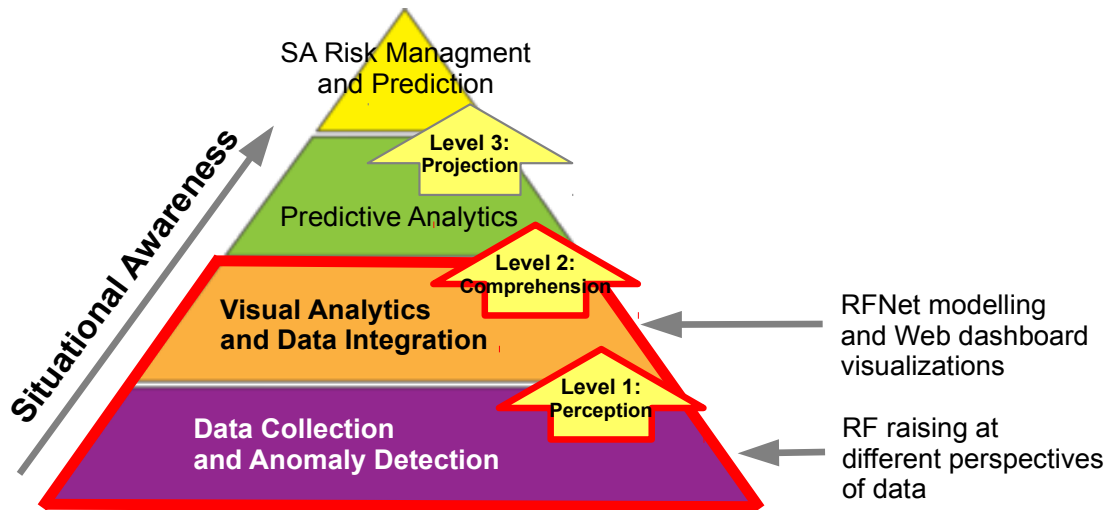 SA Risk Managment
and Prediction
Level 3:
Projection
Predictive Analytics
Level 2:
Comprehension
Visual Analytics
and Data Integration
Level 1:
Perception
Data Collection
and Anomaly Detection
Situational Awareness
RFNet modelling
and Web dashboard
visualizations
RF raising at
different perspectives
of data